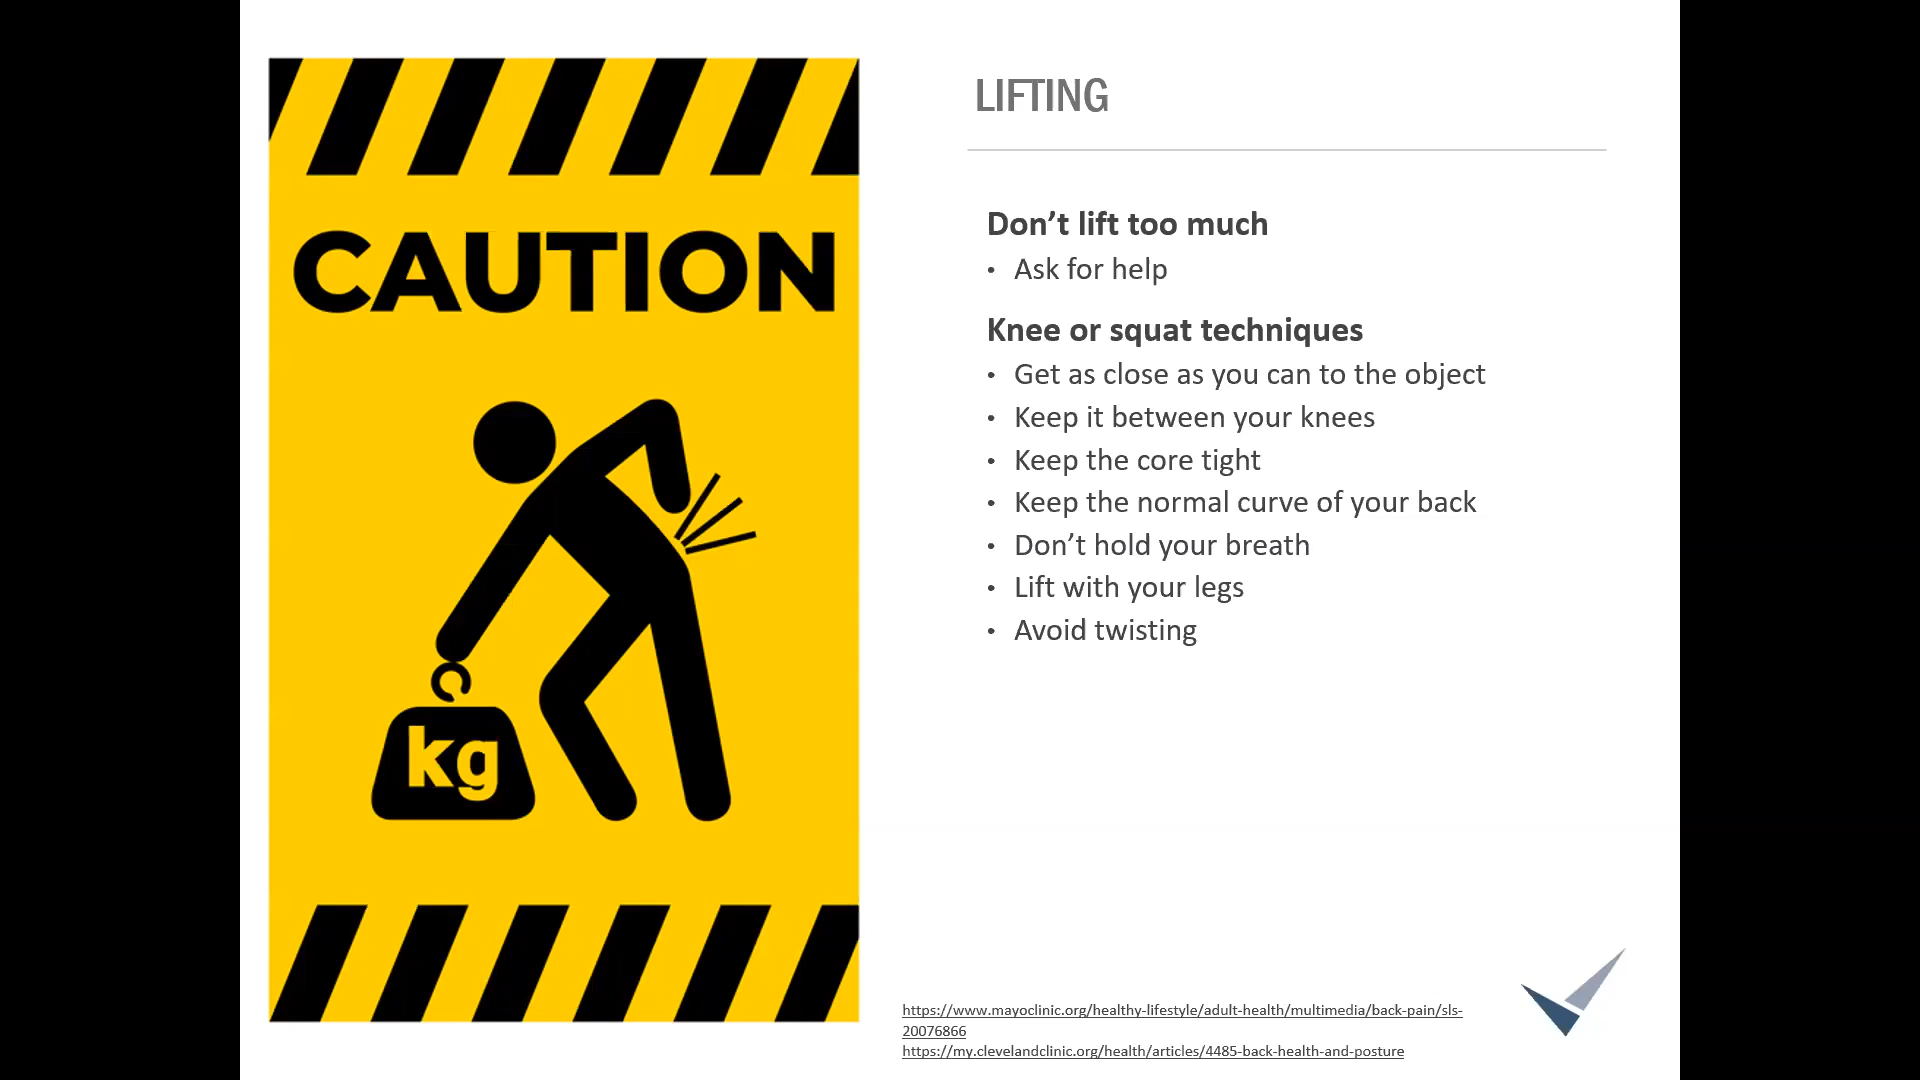 CAUTION
kg
LIFTING
Don’t lift too much
• Ask for help
Knee or squat techniques
• Get as close as you can to the object
• Keep it between your knees
• Keep the core tight
• Keep the normal curve of your back
• Don’t hold your breath
• Lift with your legs
• Avoid twisting
https://www.mayoclinic.org/healthy-lifestyle/adult-health/multimedia/back-pain/sls-
20076866
https://my.clevelandclinic.org/health/articles/4485-back-health-and-posture